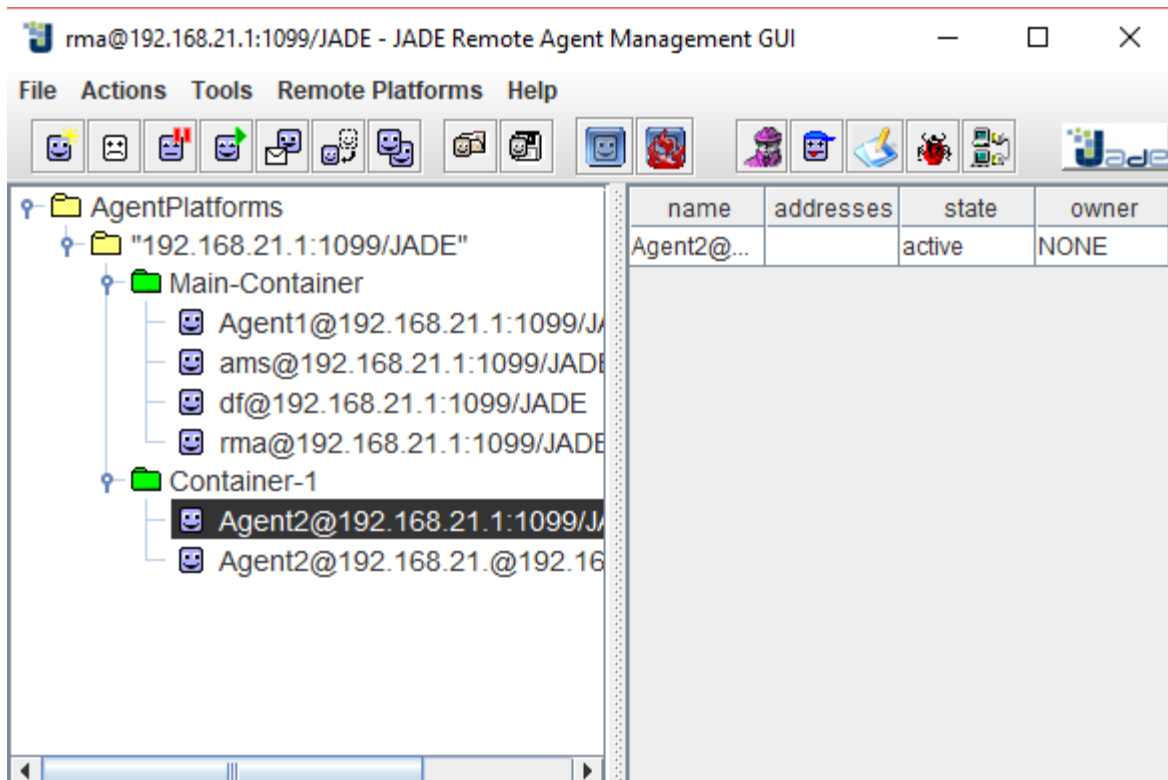 rma@192.168.21.1:1099/JADE - JADE Remote Agent Management GUI
File Actions Tools Remote Platforms Help
Jade
AgentPlatforms
"192.168.21.1:1099/JADE"
Main-Container
Agent1@192.168.21.1:1099/JA
ams@192.168.21.1:1099/JADE
df@192.168.21.1:1099/JADE
rma@192.168.21.1:1099/JADE
Container-1
Agent2@192.168.21.1:1099/JA
Agent2@192.168.21.@192.16
name addresses state owner
Agent2@... active NONE